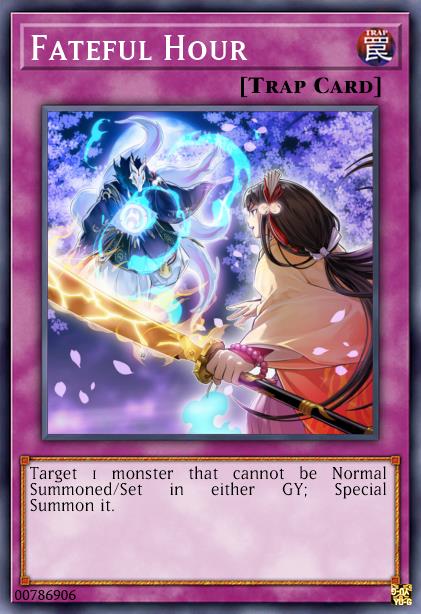 Fateful Hour
TRAP
罠
[Trap Card]
Target 1 monster that cannot be Normal
Summoned/Set in either GY; Special
Summon it.
00786906